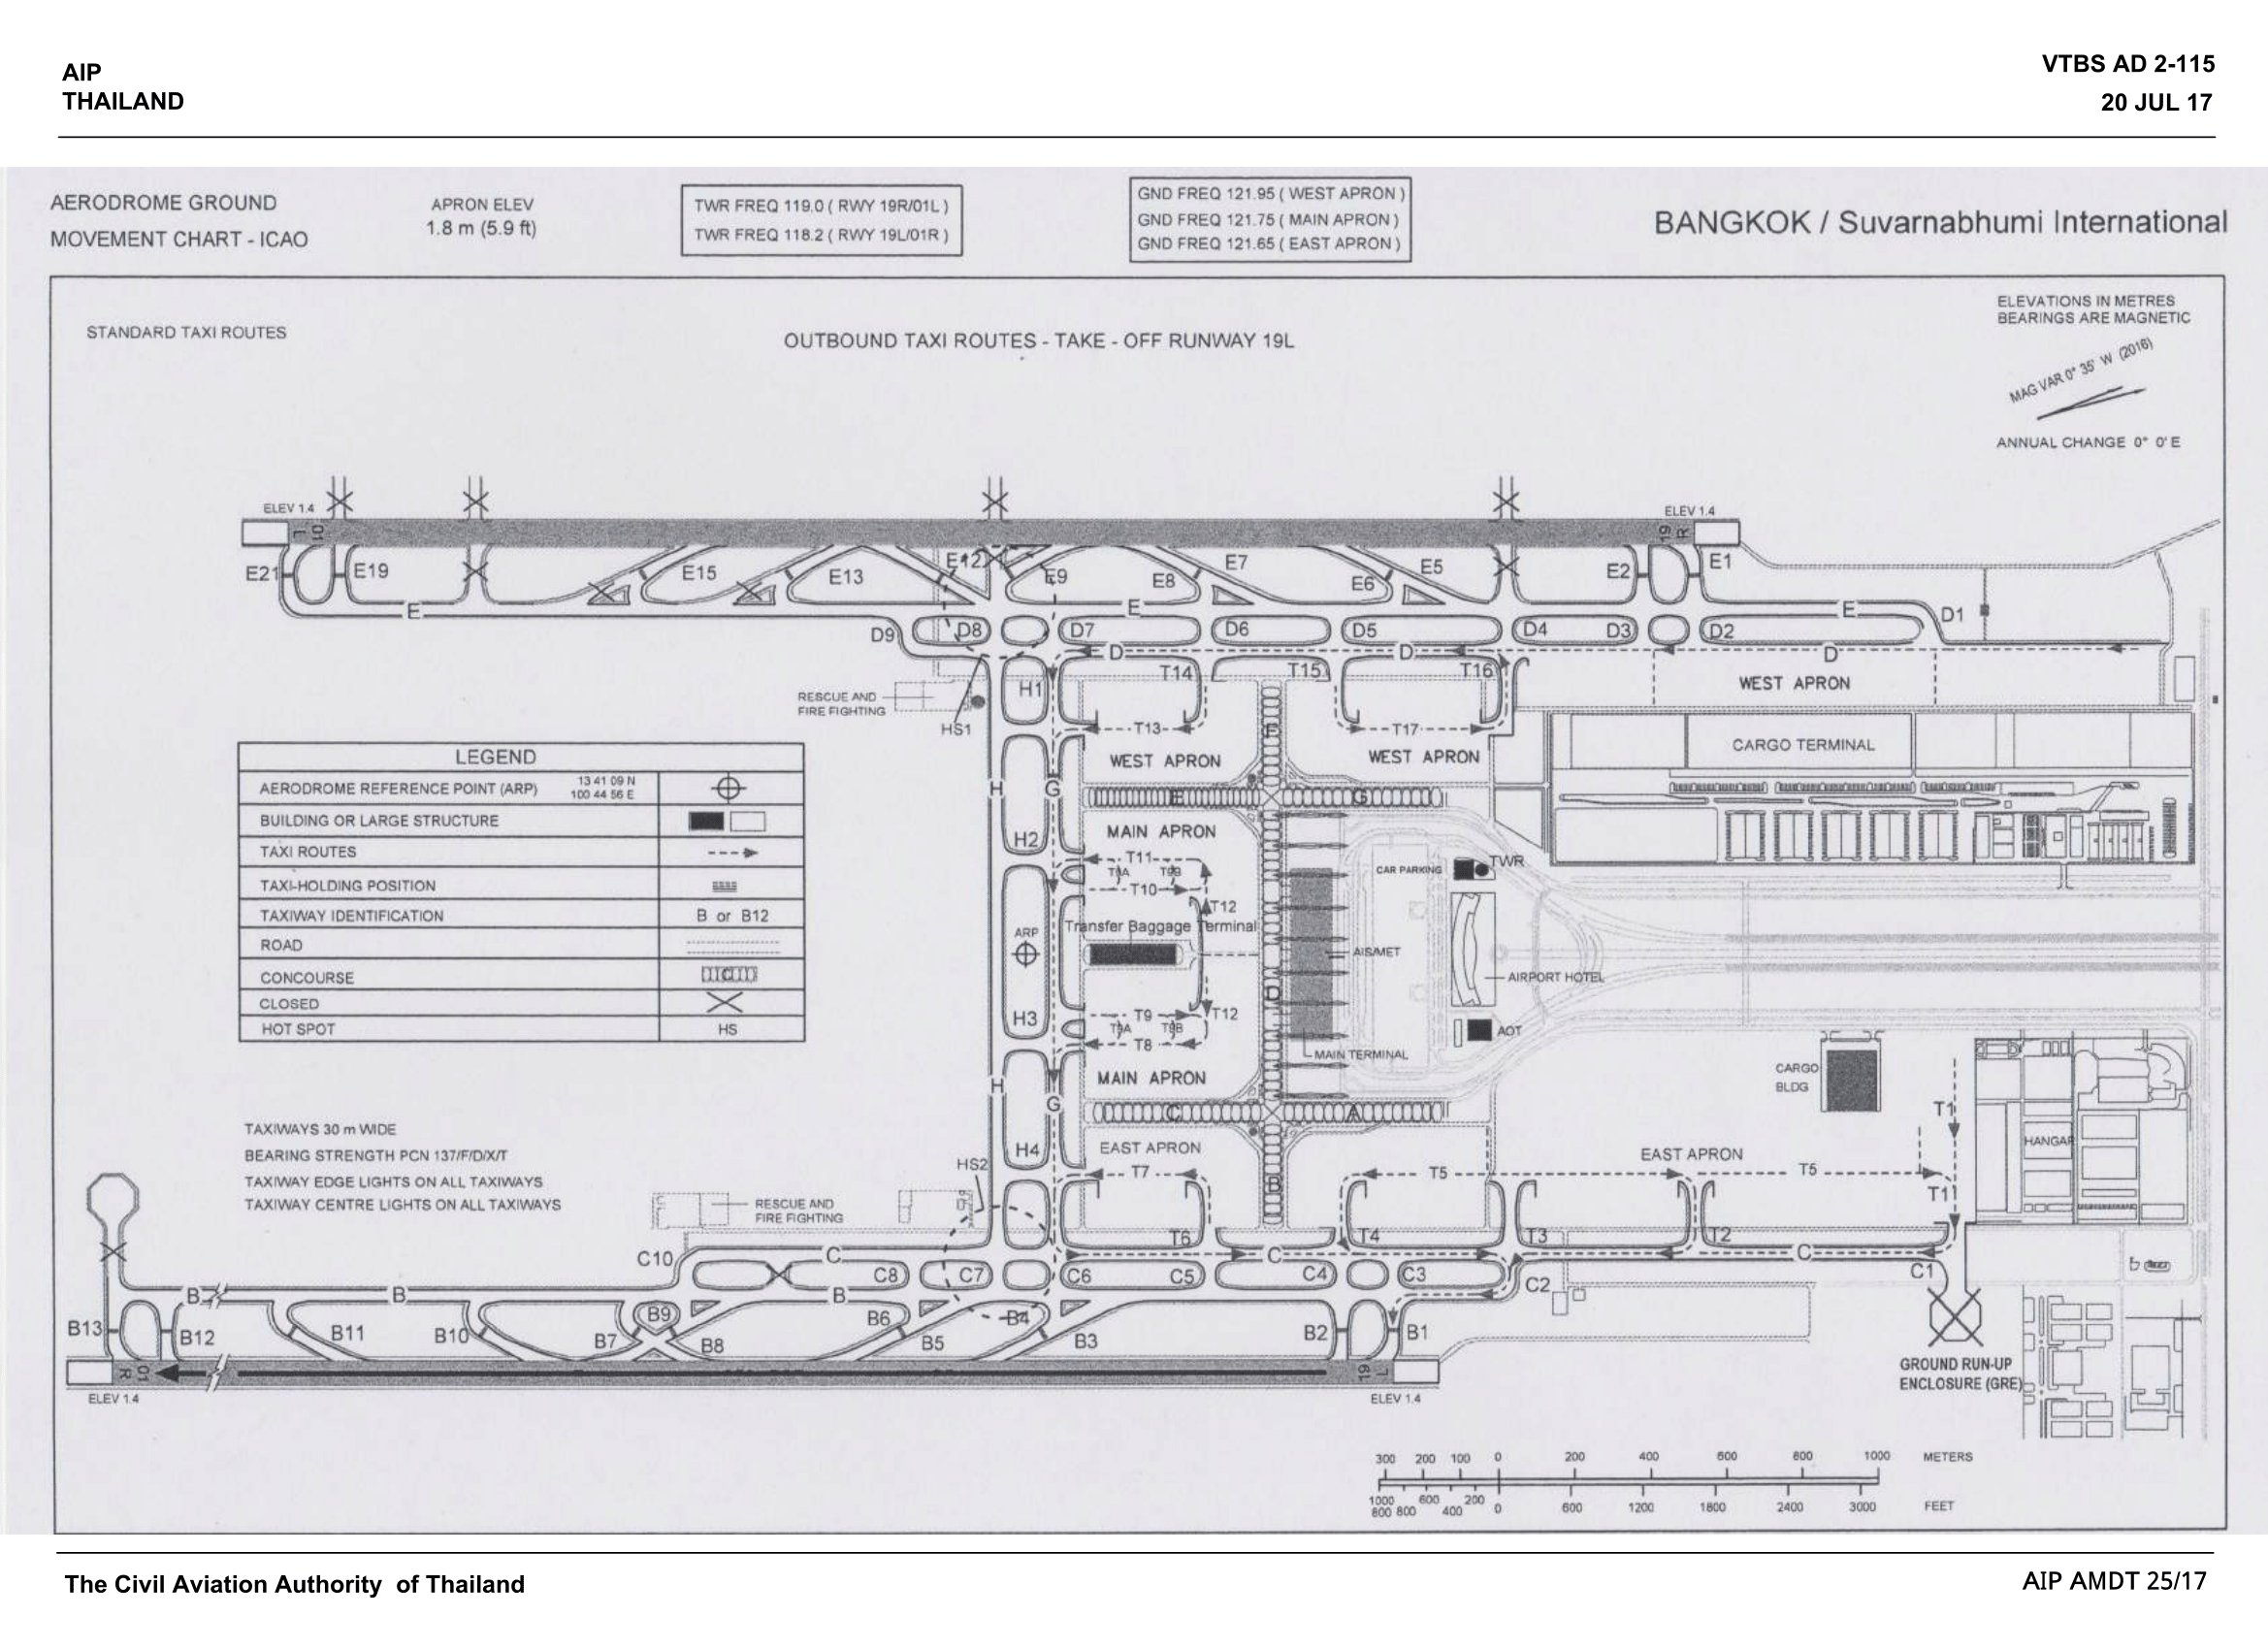 AIP
THAILAND
VTBS AD 2-115
20 JUL 17
AERODROME GROUND
MOVEMENT CHART - ICAO
APRON ELEV
1.8 m (5.9 ft)
TWR FREQ 119.0 ( RWY 19R/01L )
TWR FREQ 118.2 ( RWY 19L/01R )
GND FREQ 121.95 ( WEST APRON )
GND FREQ 121.75 ( MAIN APRON )
GND FREQ 121.65 ( EAST APRON )
BANGKOK / Suvarnabhumi International
STANDARD TAXI ROUTES
OUTBOUND TAXI ROUTES - TAKE - OFF RUNWAY 19L
ELEVATIONS IN METRES
BEARINGS ARE MAGNETIC
MAG VAR 0° 35' W (2016)
ANNUAL CHANGE 0° 0' E
ELEV 1.4
ELEV 1.4
01 L
19 R
E21
E19
E15
E13
E12
E9
E8
E7
E6
E5
E2
E1
E
E
E
D9
D8
D7
D6
D5
D4
D3
D2
D1
D
D
D
T14
T15
T16
H1
WEST APRON
RESCUE AND
FIRE FIGHTING
HS1
T13
F
T17
WEST APRON
WEST APRON
CARGO TERMINAL
H
G
E
G
H2
MAIN APRON
T11
T9A
T9B
T10
T12
CAR PARKING
TWR
ARP
Transfer Baggage Terminal
AIS/MET
AIRPORT HOTEL
D
H3
T9
T12
T9A
T9B
T8
AOT
MAIN TERMINAL
MAIN APRON
CARGO
BLDG
H
G
C
A
T1
HANGAR
H4
EAST APRON
EAST APRON
HS2
T7
B
T5
T5
T1
RESCUE AND
FIRE FIGHTING
T6
T4
T3
T2
LEGEND
AERODROME REFERENCE POINT (ARP) 13 41 09 N
100 44 56 E
BUILDING OR LARGE STRUCTURE
TAXI ROUTES
TAXI-HOLDING POSITION
TAXIWAY IDENTIFICATION B or B12
ROAD
CONCOURSE C
CLOSED
HOT SPOT HS
TAXIWAYS 30 m WIDE
BEARING STRENGTH PCN 137/F/D/X/T
TAXIWAY EDGE LIGHTS ON ALL TAXIWAYS
TAXIWAY CENTRE LIGHTS ON ALL TAXIWAYS
C10
C
C
C
C8
C7
C6
C5
C4
C3
C2
C1
B
B
B
B13
B12
B11
B10
B9
B7
B8
B6
B5
B4
B3
B2
B1
01 R
19 L
ELEV 1.4
ELEV 1.4
GROUND RUN-UP
ENCLOSURE (GRE)
300 200 100 0 200 400 600 800 1000 METERS
1000 800 600 400 200 0 600 1200 1800 2400 3000 FEET
The Civil Aviation Authority of Thailand
AIP AMDT 25/17